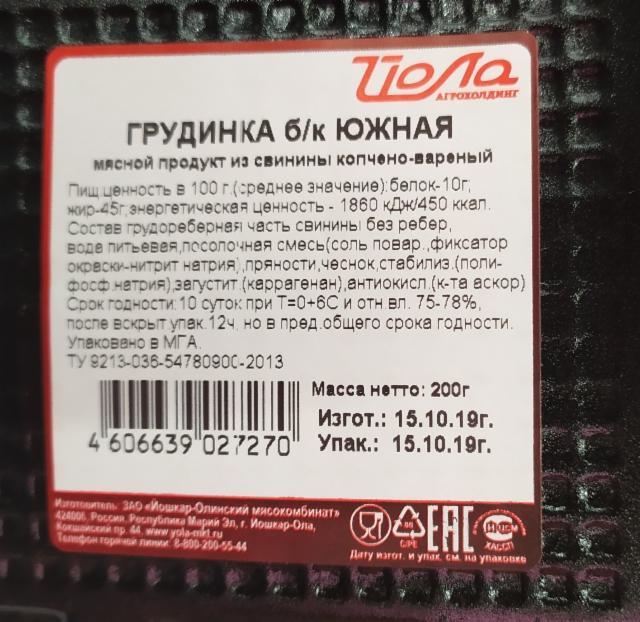 Йола
АГРОХОЛДИНГ
ГРУДИНКА б/к ЮЖНАЯ
мясной продукт из свинины копчено-вареный
Пищ ценность в 100 г.(среднее значение):белок-10г;
жир-45г,энергетическая ценность - 1860 кДж/450 ккал.
Состав грудореберная часть свинины без ребер,
вода питьевая,посолочная смесь(соль повар.,фиксатор
окраски-нитрит натрия),пряности,чеснок,стабилиз.(поли-
фосф.натрия),загустит.(каррагенан),антиокисл.(к-та аскор)
Срок годности:10 суток при Т=0+6С и отн вл. 75-78%,
после вскрыт.упак.12ч, но в пред.общего срока годности.
Упаковано в МГА.
ТУ 9213-036-54780900-2013
Масса нетто: 200г
Изгот.: 15.10.19г.
Упак.: 15.10.19г.
4 606639 027270
Изготовитель: ЗАО «Йошкар-Олинский мясокомбинат»
424006, Россия, Республика Марий Эл, г. Йошкар-Ола,
Кокшайский пр. 44, www.yola-mkt.ru
Телефон горячей линии: 8-800-200-55-44
C/PE
ЕАС
ХАССП
Дату изгот. и упак. см. на упаковке